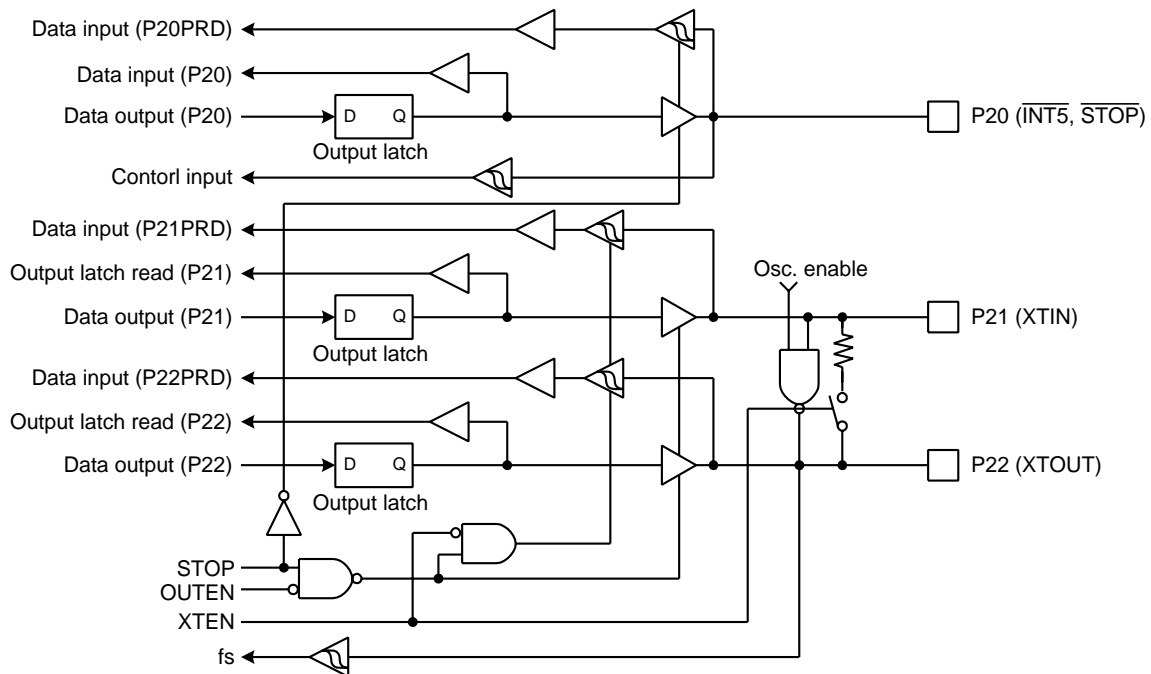 Data input (P20PRD)
Data input (P20)
Data output (P20)
D Q
Output latch
P20 (INT5, STOP)
Contorl input
Data input (P21PRD)
Output latch read (P21)
Osc. enable
Data output (P21)
D Q
Output latch
P21 (XTIN)
Data input (P22PRD)
Output latch read (P22)
Data output (P22)
D Q
Output latch
P22 (XTOUT)
STOP
OUTEN
XTEN
fs